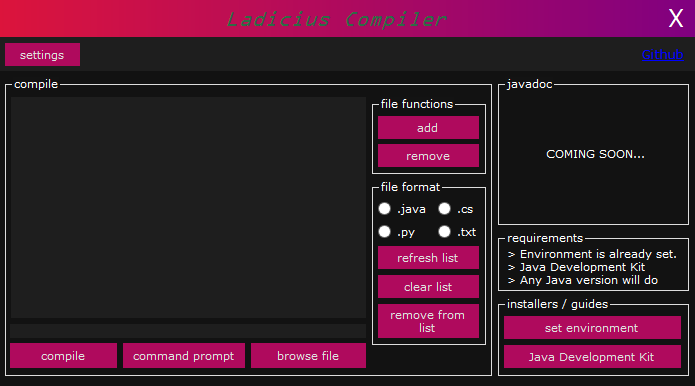 Ladicius Compiler
X
settings
Github
compile
file functions
add
remove
file format
.java
.cs
.py
.txt
refresh list
clear list
remove from
list
compile
command prompt
browse file
javadoc
COMING SOON...
requirements
> Environment is already set.
> Java Development Kit
> Any Java version will do
installers / guides
set environment
Java Development Kit